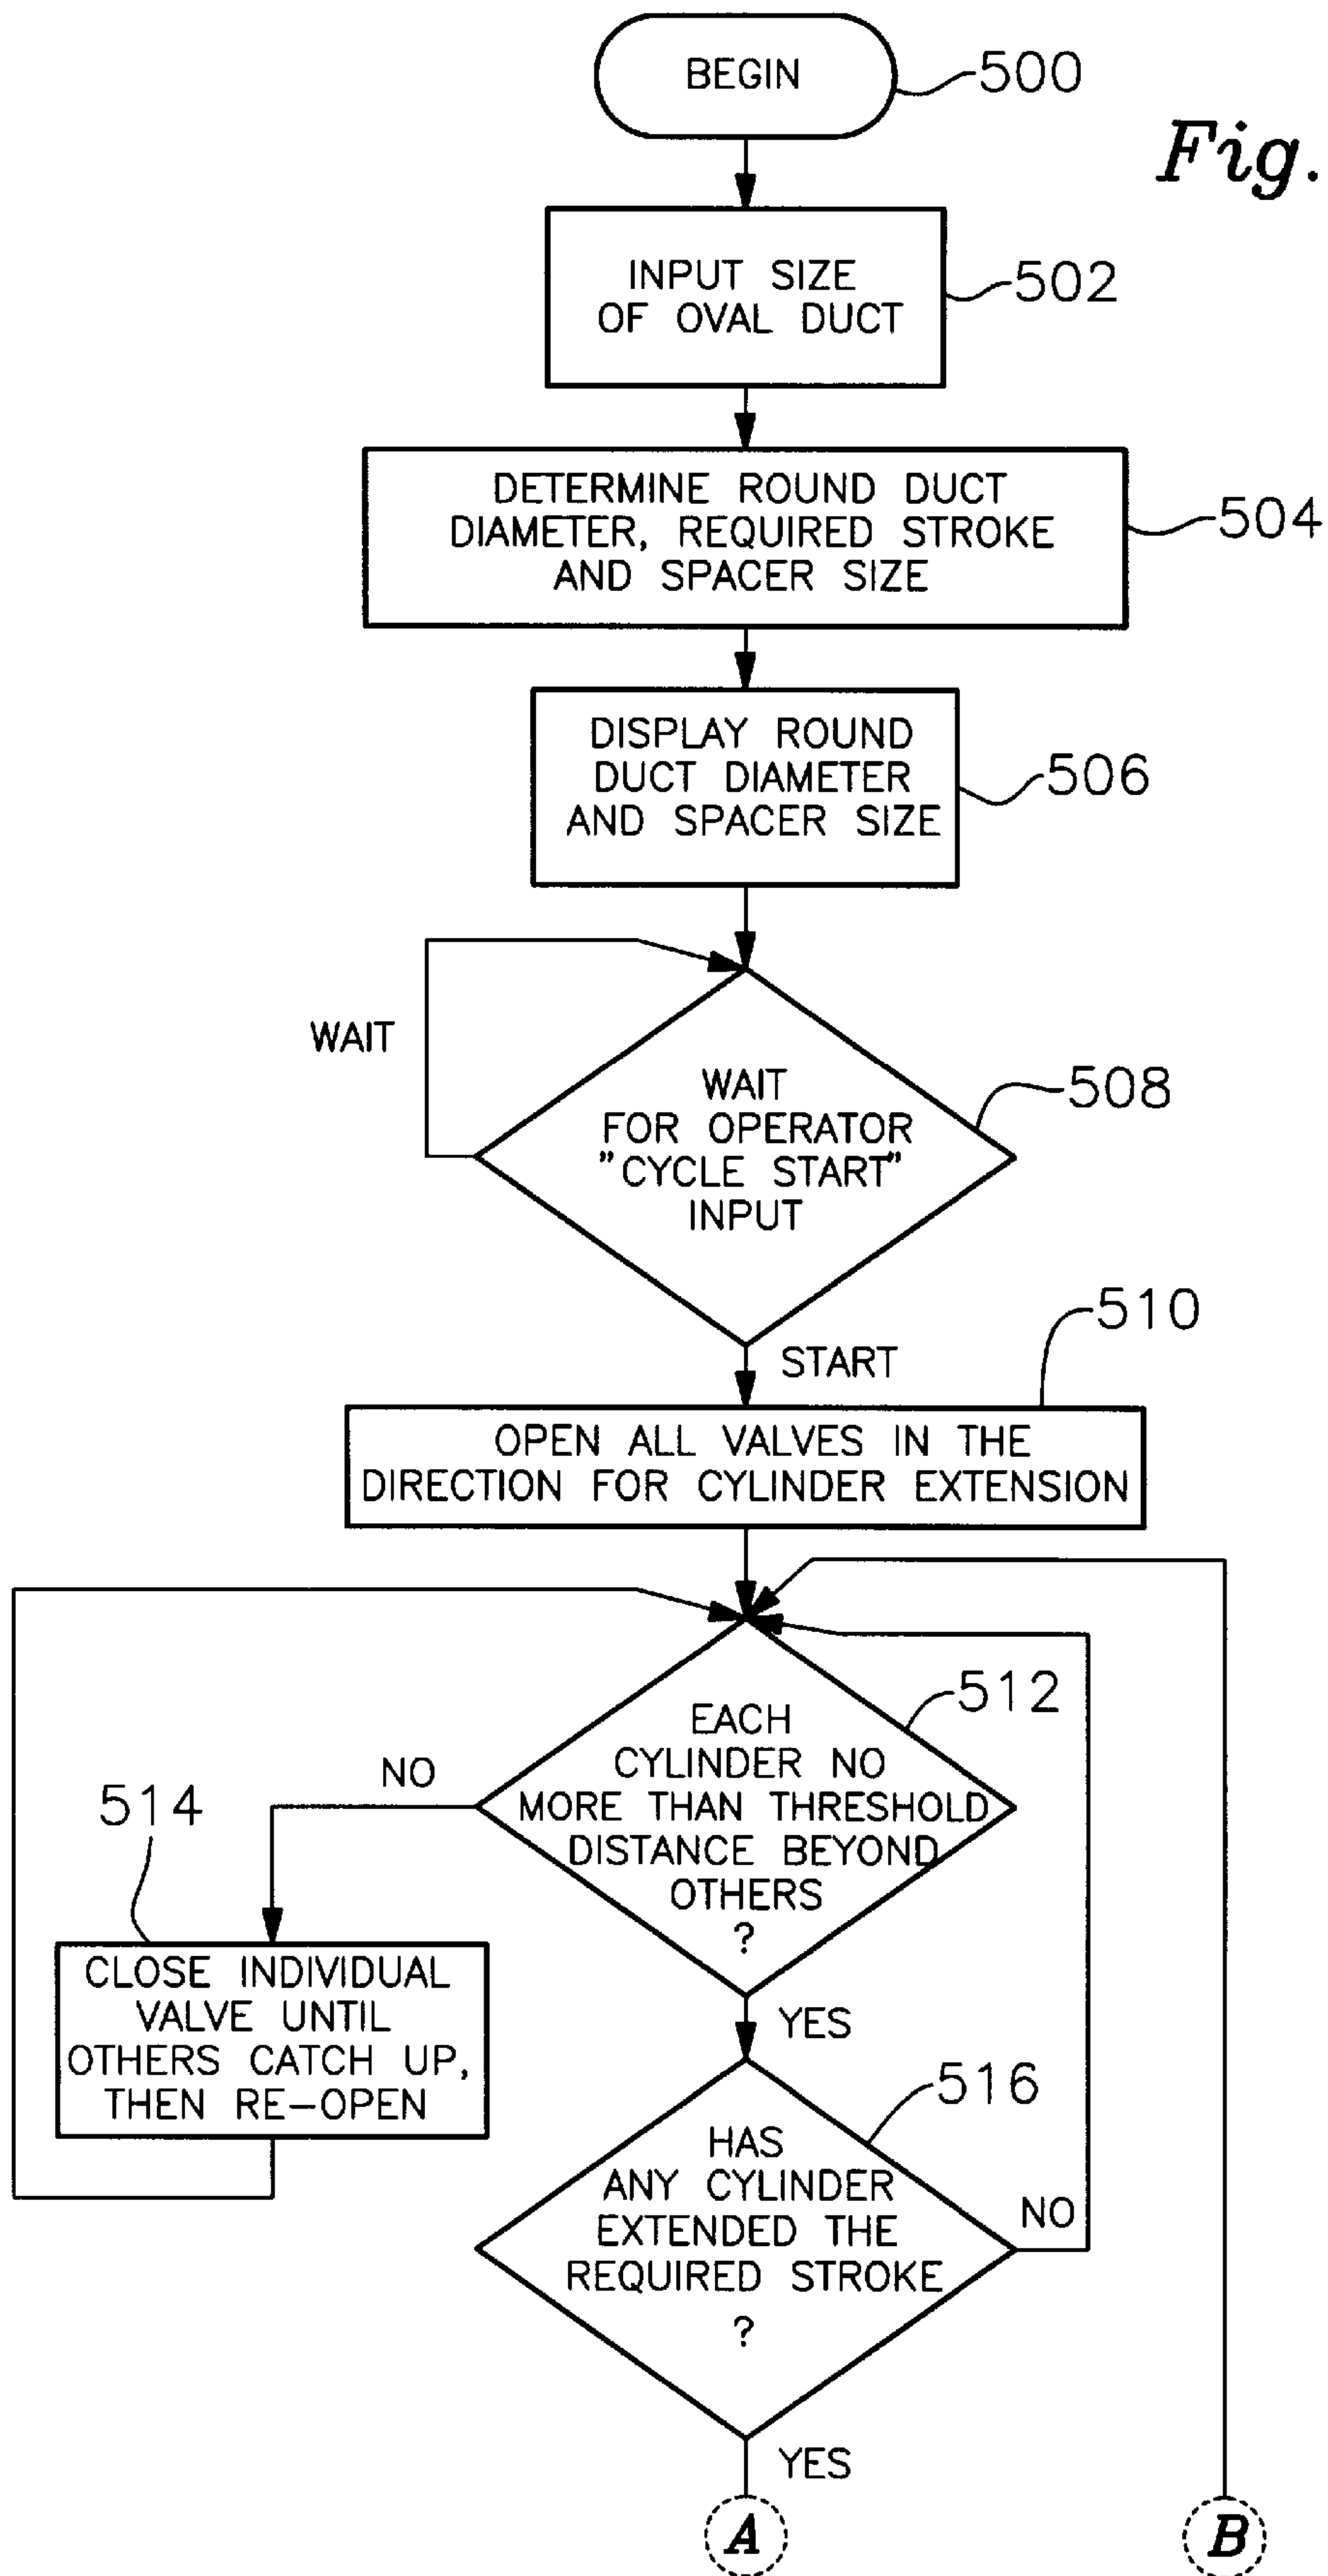 BEGIN
500
Fig.
INPUT SIZE
OF OVAL DUCT
502
DETERMINE ROUND DUCT
DIAMETER, REQUIRED STROKE
AND SPACER SIZE
504
DISPLAY ROUND
DUCT DIAMETER
AND SPACER SIZE
506
WAIT
WAIT
FOR OPERATOR
"CYCLE START"
INPUT
508
START
510
OPEN ALL VALVES IN THE
DIRECTION FOR CYLINDER EXTENSION
512
EACH
CYLINDER NO
MORE THAN THRESHOLD
DISTANCE BEYOND
OTHERS
?
NO
514
CLOSE INDIVIDUAL
VALVE UNTIL
OTHERS CATCH UP,
THEN RE-OPEN
YES
516
HAS
ANY CYLINDER
EXTENDED THE
REQUIRED STROKE
?
NO
YES
A
B